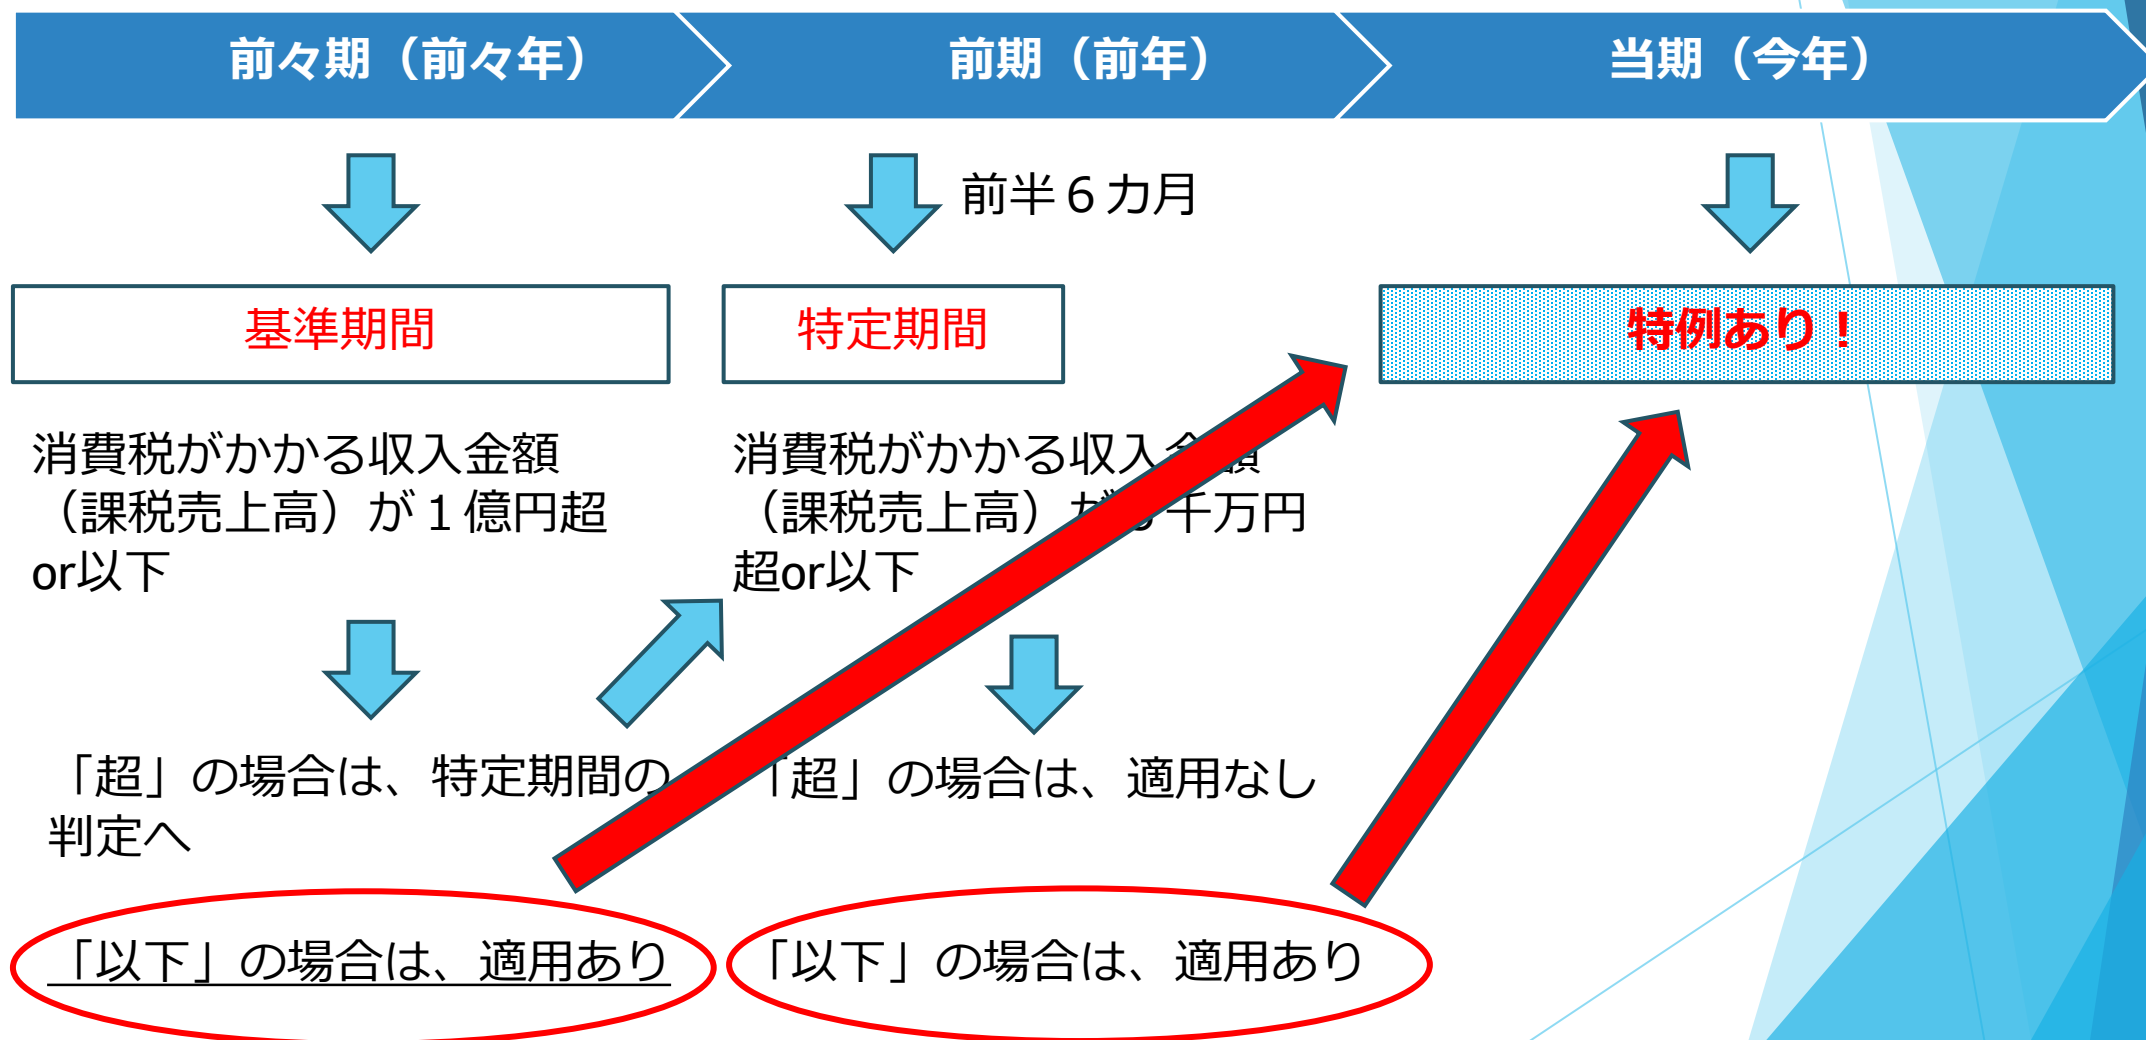 前々期（前々年）
前期（前年）
当期（今年）
前半６カ月
基準期間
特定期間
特例あり！
消費税がかかる収入金額
（課税売上高）が１億円超
or以下
消費税がかかる収入金額
（課税売上高）が 千万円
超or以下
「超」の場合は、特定期間の
判定へ
「超」の場合は、適用なし
「以下」の場合は、適用あり
「以下」の場合は、適用あり